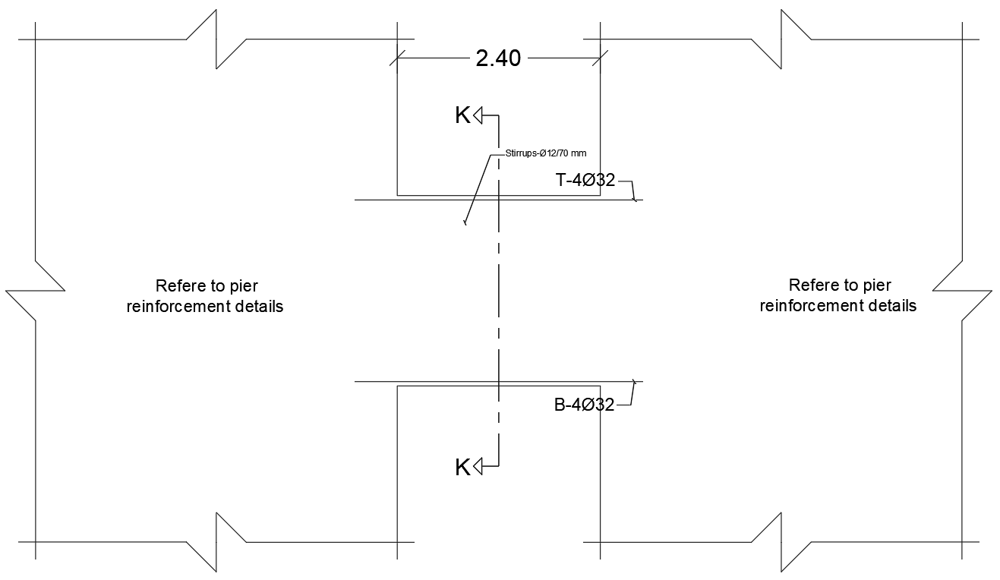 2.40
K
Stirrups-Ø12/70 mm
T-4Ø32
Refere to pier
reinforcement details
Refere to pier
reinforcement details
B-4Ø32
K